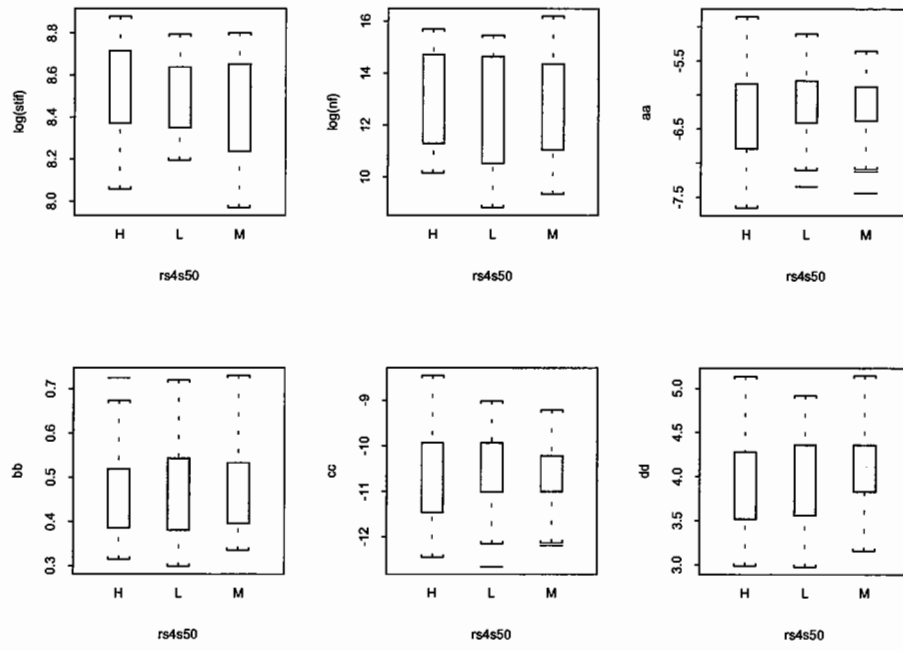 log(stif)
8.8
8.6
8.4
8.2
8.0
H L M
rs4s50
log(nf)
16
14
12
10
H L M
rs4s50
aa
-5.5
-6.5
-7.5
H L M
rs4s50
bb
0.7
0.6
0.5
0.4
0.3
H L M
rs4s50
cc
-9
-10
-11
-12
H L M
rs4s50
dd
5.0
4.5
4.0
3.5
3.0
H L M
rs4s50